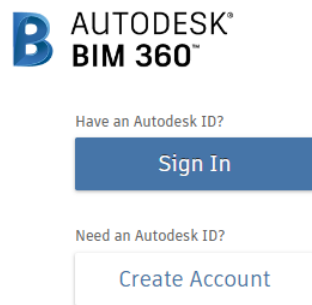 AUTODESK®
BIM 360™
Have an Autodesk ID?
Sign In
Need an Autodesk ID?
Create Account